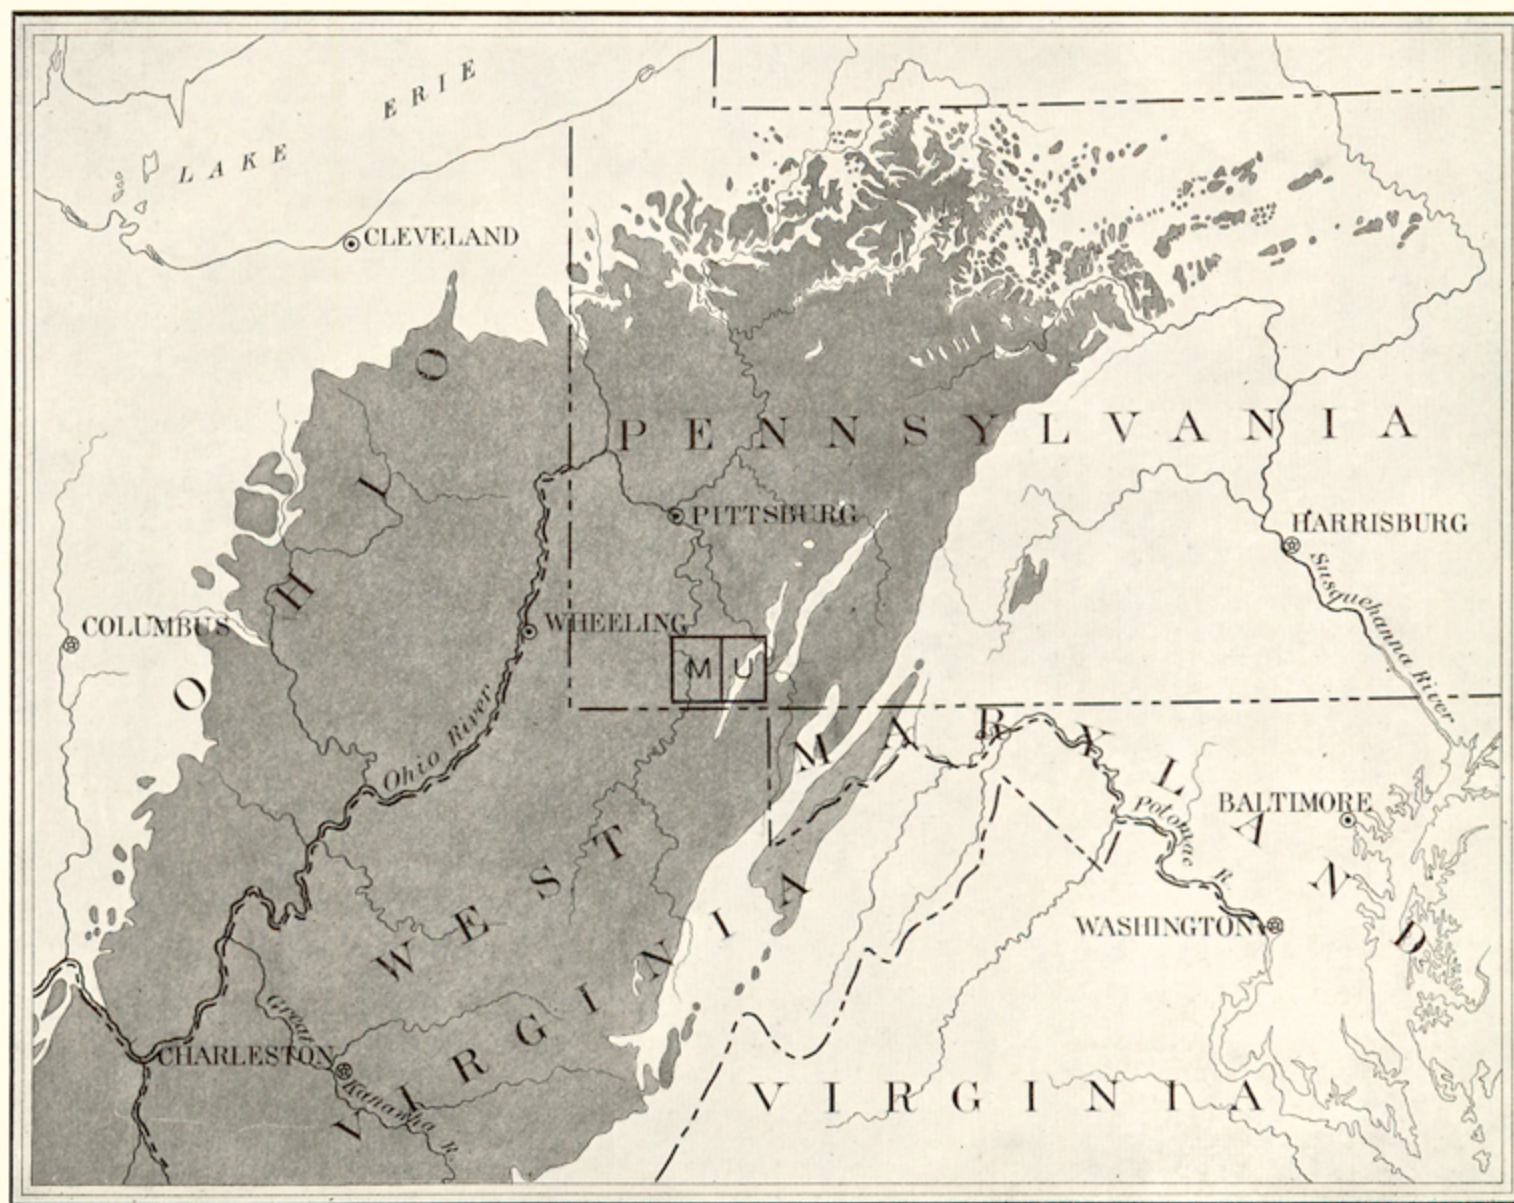 LAKE ERIE
CLEVELAND
OHIO
PENNSYLVANIA
PITTSBURG
HARRISBURG
Susquehanna River
COLUMBUS
WHEELING
M U
Ohio River
MARYLAND
BALTIMORE
Potomac R.
WASHINGTON
WEST VIRGINIA
Great Kanawha R.
CHARLESTON
VIRGINIA